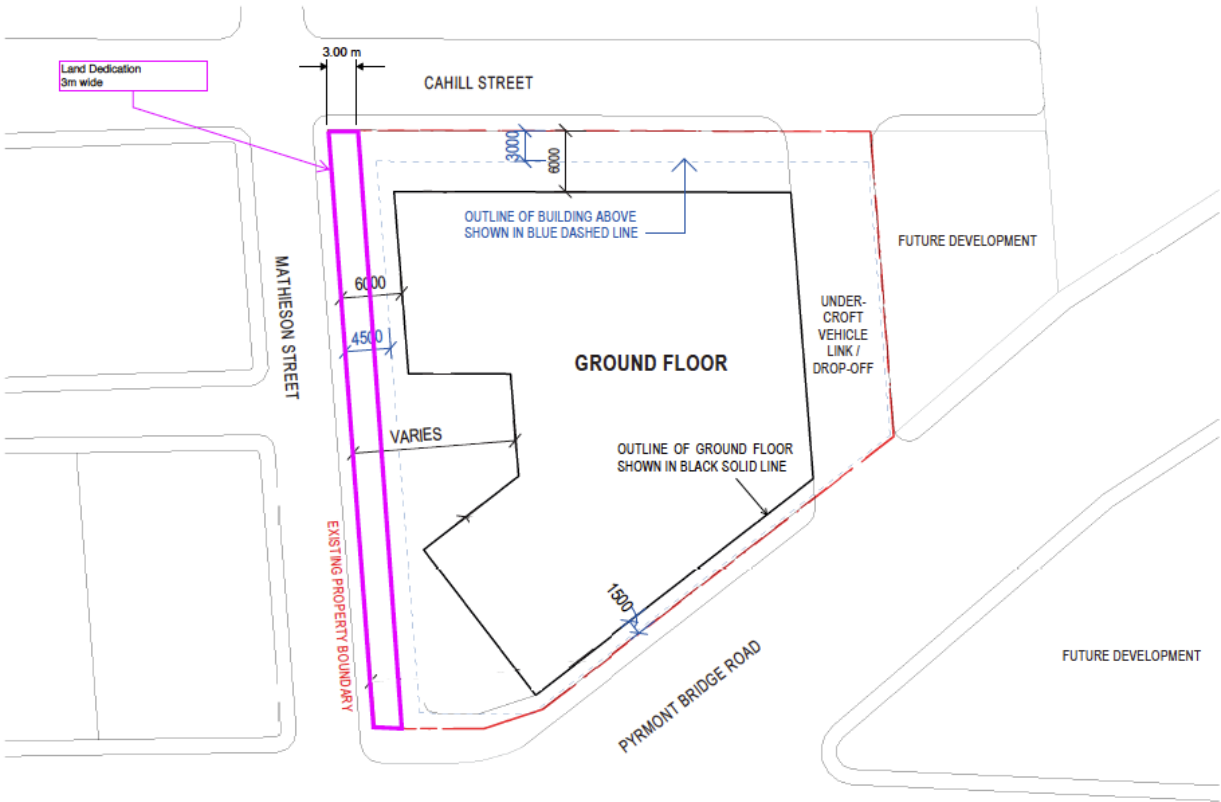 3.00 m
Land Dedication
3m wide
CAHILL STREET
3000
6000
OUTLINE OF BUILDING ABOVE
SHOWN IN BLUE DASHED LINE
FUTURE DEVELOPMENT
MATHIESON STREET
6000
4500
UNDER-
CROFT
VEHICLE
LINK /
DROP-OFF
GROUND FLOOR
VARIES
OUTLINE OF GROUND FLOOR
SHOWN IN BLACK SOLID LINE
EXISTING PROPERTY BOUNDARY
1500
PYRMONT BRIDGE ROAD
FUTURE DEVELOPMENT